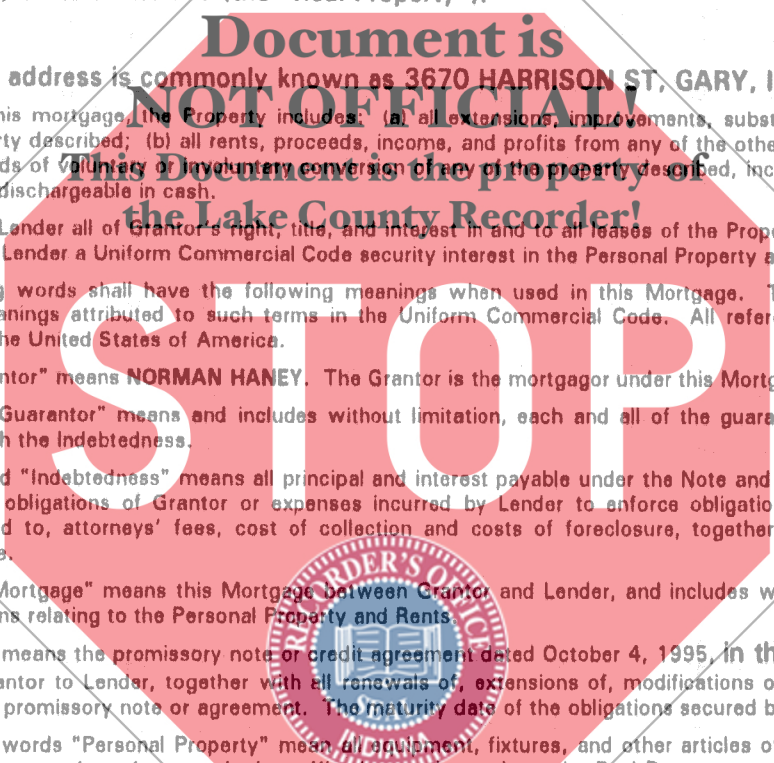 Document is
address is commonly known as 3670 HARRISON ST, GARY, I
NOT OFFICIAL!
his mortgage, the Property includes: (a) all extensions, improvements, subst
rty described; (b) all rents, proceeds, income, and profits from any of the othe
This Document is the property of
ds of voluntary or involuntary conversion of any of the property described, inc
dischargeable in cash.
the Lake County Recorder!
Lender all of Grantor's right, title, and interest in and to all leases of the Prope
Lender a Uniform Commercial Code security interest in the Personal Property a
g words shall have the following meanings when used in this Mortgage. T
anings attributed to such terms in the Uniform Commercial Code. All refer
he United States of America.
STOP
ntor" means NORMAN HANEY. The Grantor is the mortgagor under this Mortg
Guarantor" means and includes without limitation, each and all of the guara
h the Indebtedness.
d "Indebtedness" means all principal and interest payable under the Note and
obligations of Grantor or expenses incurred by Lender to enforce obligatio
d to, attorneys' fees, cost of collection and costs of foreclosure, together
e.
RECORDER'S OFFICE
Mortgage" means this Mortgage between Grantor and Lender, and includes w
ns relating to the Personal Property and Rents.
means the promissory note or credit agreement dated October 4, 1995, in th
antor to Lender, together with all renewals of, extensions of, modifications o
promissory note or agreement. The maturity date of the obligations secured b
INDIANA
words "Personal Property" mean all equipment, fixtures, and other articles o